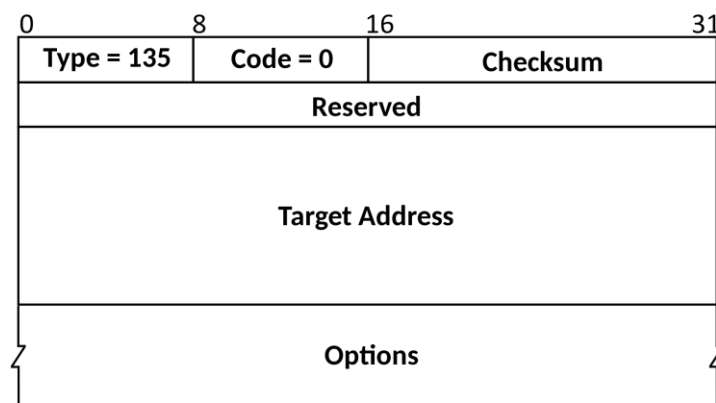 0 8 16 31
Type = 135 Code = 0 Checksum
Reserved
Target Address
Options